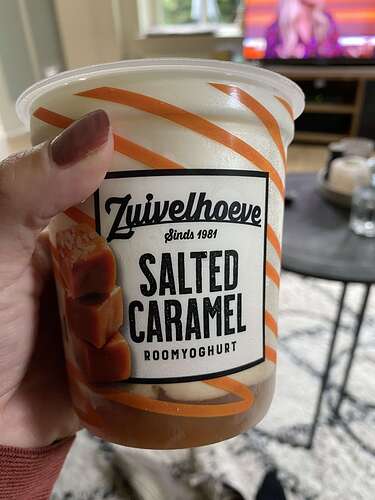 Zuivelhoeve
Sinds 1981
SALTED
CARAMEL
ROOMYOGHURT